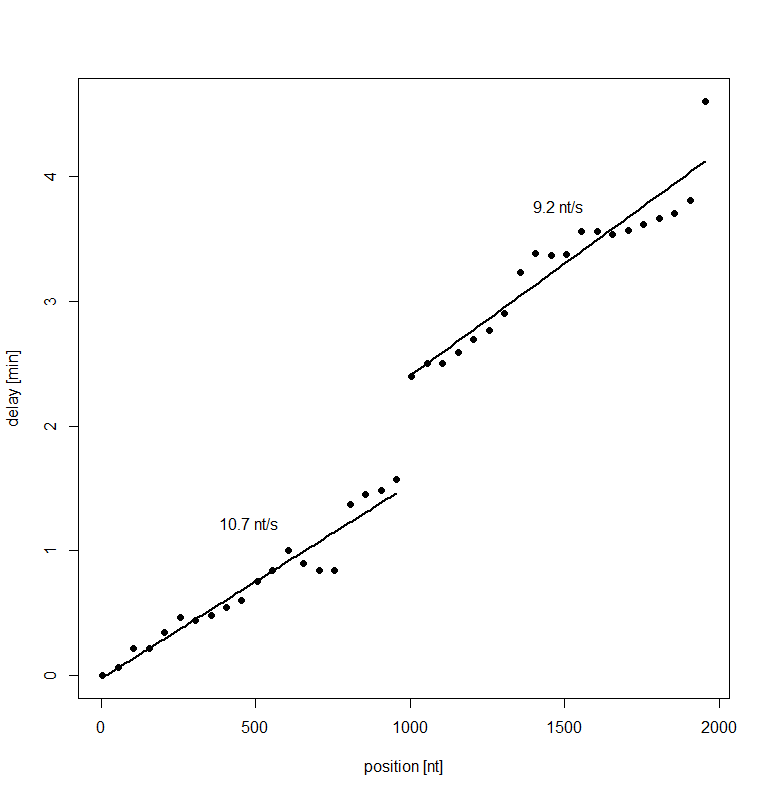 delay [min]
4
3
2
1
0
9.2 nt/s
10.7 nt/s
0 500 1000 1500 2000
position [nt]